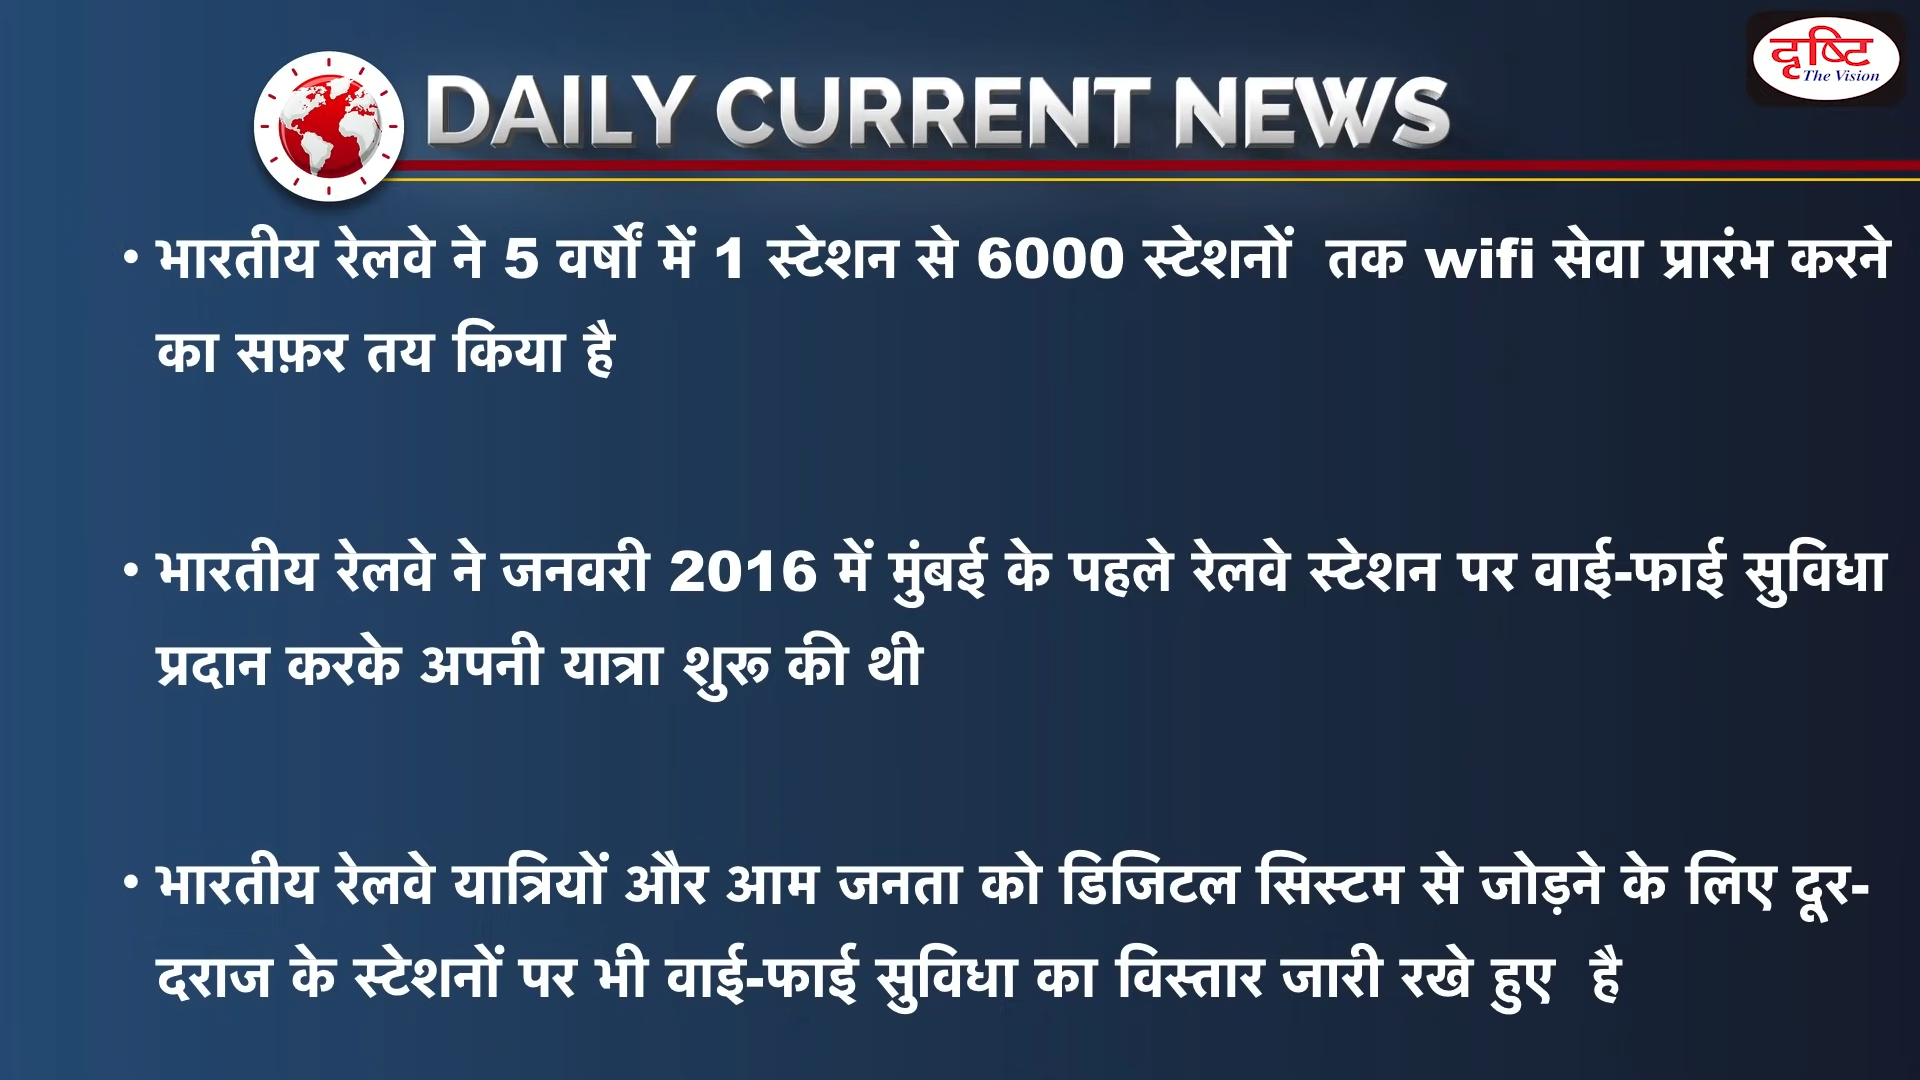 दृष्टि
The Vision
DAILY CURRENT NEWS
• भारतीय रेलवे ने 5 वर्षों में 1 स्टेशन से 6000 स्टेशनों तक wifi सेवा प्रारंभ करने
का सफ़र तय किया है
• भारतीय रेलवे ने जनवरी 2016 में मुंबई के पहले रेलवे स्टेशन पर वाई-फाई सुविधा
प्रदान करके अपनी यात्रा शुरू की थी
• भारतीय रेलवे यात्रियों और आम जनता को डिजिटल सिस्टम से जोड़ने के लिए दूर-
दराज के स्टेशनों पर भी वाई-फाई सुविधा का विस्तार जारी रखे हुए है